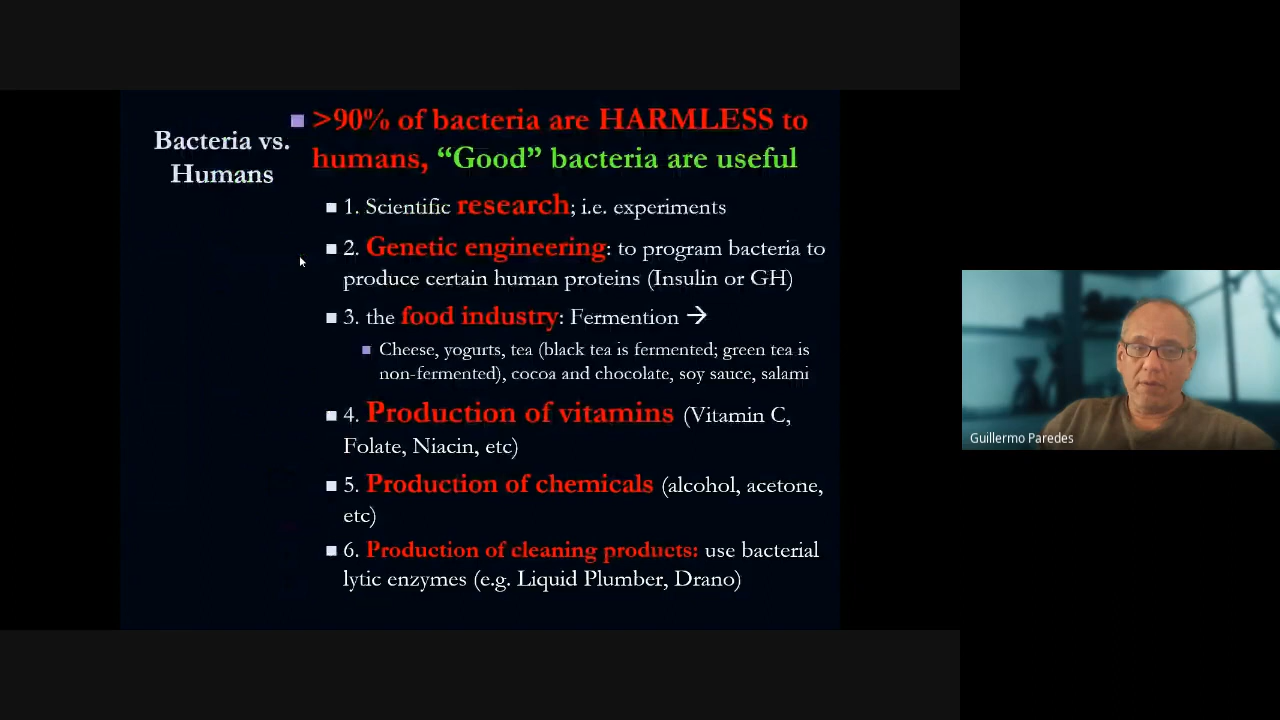 Bacteria vs.
Humans
>90% of bacteria are HARMLESS to
humans, “Good” bacteria are useful
1. Scientific research; i.e. experiments
2. Genetic engineering: to program bacteria to
produce certain human proteins (Insulin or GH)
3. the food industry: Fermention →
Cheese, yogurts, tea (black tea is fermented; green tea is
non-fermented), cocoa and chocolate, soy sauce, salami
4. Production of vitamins (Vitamin C,
Folate, Niacin, etc)
5. Production of chemicals (alcohol, acetone,
etc)
6. Production of cleaning products: use bacterial
lytic enzymes (e.g. Liquid Plumber, Drano)
Guillermo Paredes